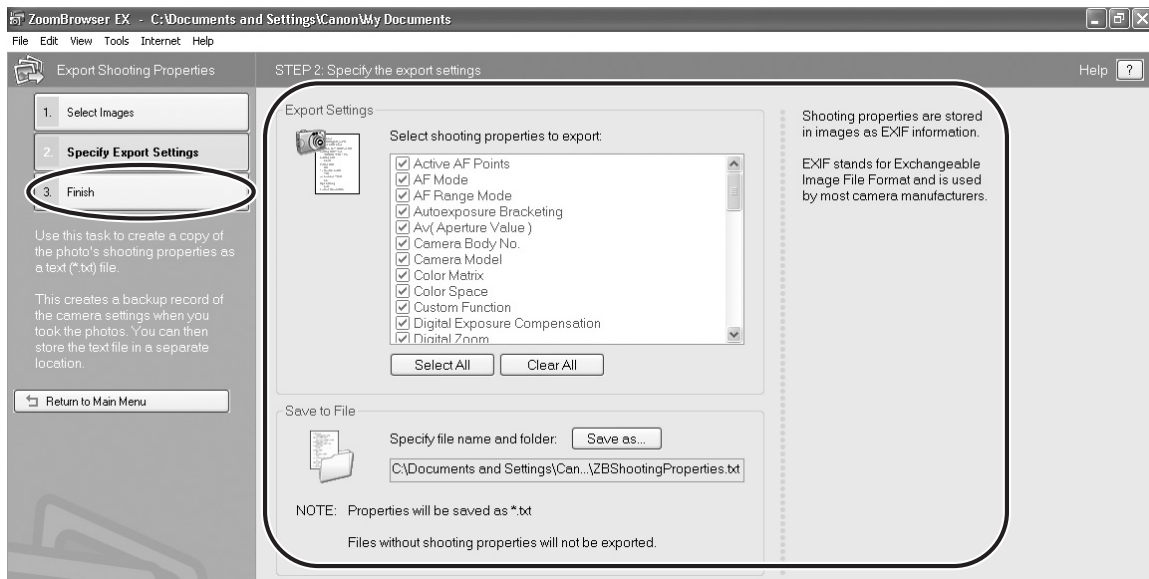 ZoomBrowser EX - C:\Documents and Settings\Canon\My Documents
File Edit View Tools Internet Help
Export Shooting Properties
STEP 2: Specify the export settings
Help ?
1. Select Images
2. Specify Export Settings
3. Finish
Use this task to create a copy of
the photo's shooting properties as
a text (*.txt) file.
This creates a backup record of
the camera settings when you
took the photos. You can then
store the text file in a separate
location.
Return to Main Menu
Export Settings
Select shooting properties to export:
Active AF Points
AF Mode
AF Range Mode
Autoexposure Bracketing
Av( Aperture Value )
Camera Body No.
Camera Model
Color Matrix
Color Space
Custom Function
Digital Exposure Compensation
Digital Zoom
Select All
Clear All
Save to File
Specify file name and folder:
Save as...
C:\Documents and Settings\Can...\ZBShootingProperties.txt
NOTE: Properties will be saved as *.txt
Files without shooting properties will not be exported.
Shooting properties are stored
in images as EXIF information.
EXIF stands for Exchangeable
Image File Format and is used
by most camera manufacturers.